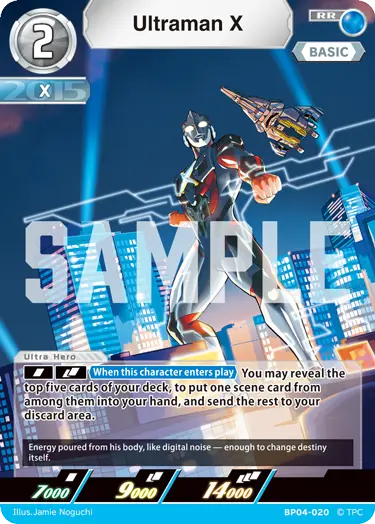 2
Ultraman X
RR
BASIC
2015
X
SAMPLE
Ultra Hero
When this character enters play You may reveal the
top five cards of your deck, to put one scene card from
among them into your hand, and send the rest to your
discard area.
Energy poured from his body, like digital noise — enough to change destiny
itself.
7000 9000 14000
Illus.Jamie Noguchi BP04-020 © TPC